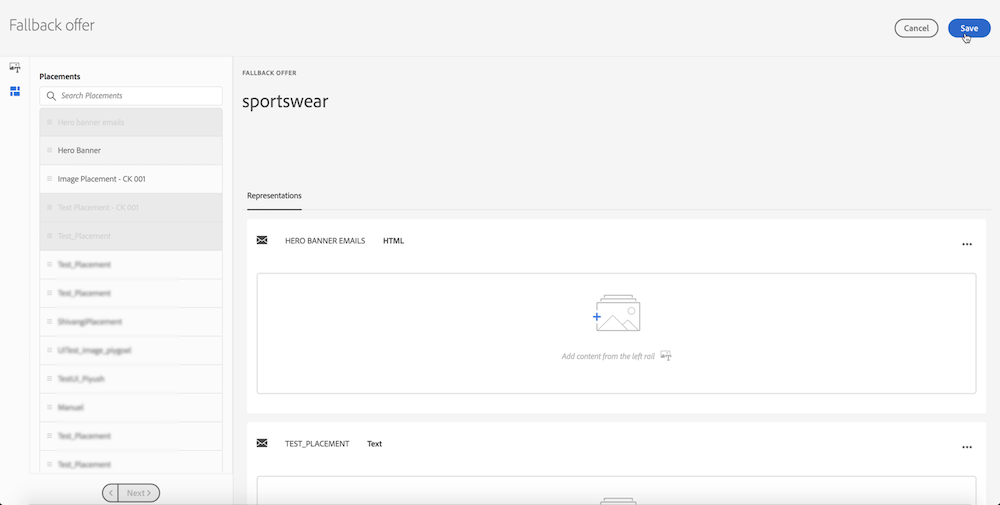 Fallback offer
Cancel
Save
Placements
Search Placements
Hero banner emails
Hero Banner
Image Placement - CK 001
Test Placement - CK 001
Test_Placement
Test_Placement
Test_Placement
ShivangiPlacement
UITest_image_piygoel
TestUI_Piyush
Manuel
Test_Placement
Test_Placement
Next
FALLBACK OFFER
sportswear
Representations
HERO BANNER EMAILS HTML
Add content from the left rail
TEST_PLACEMENT Text